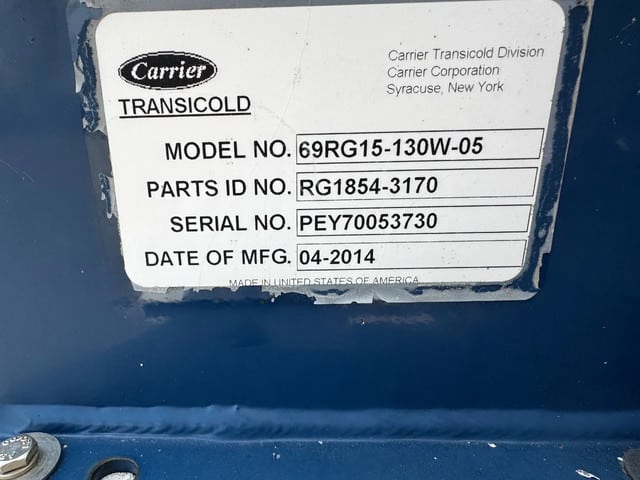 Carrier
TRANSICOLD
Carrier Transicold Division
Carrier Corporation
Syracuse, New York
MODEL NO. 69RG15-130W-05
PARTS ID NO. RG1854-3170
SERIAL NO. PEY70053730
DATE OF MFG. 04-2014
MADE IN UNITED STATES OF AMERICA